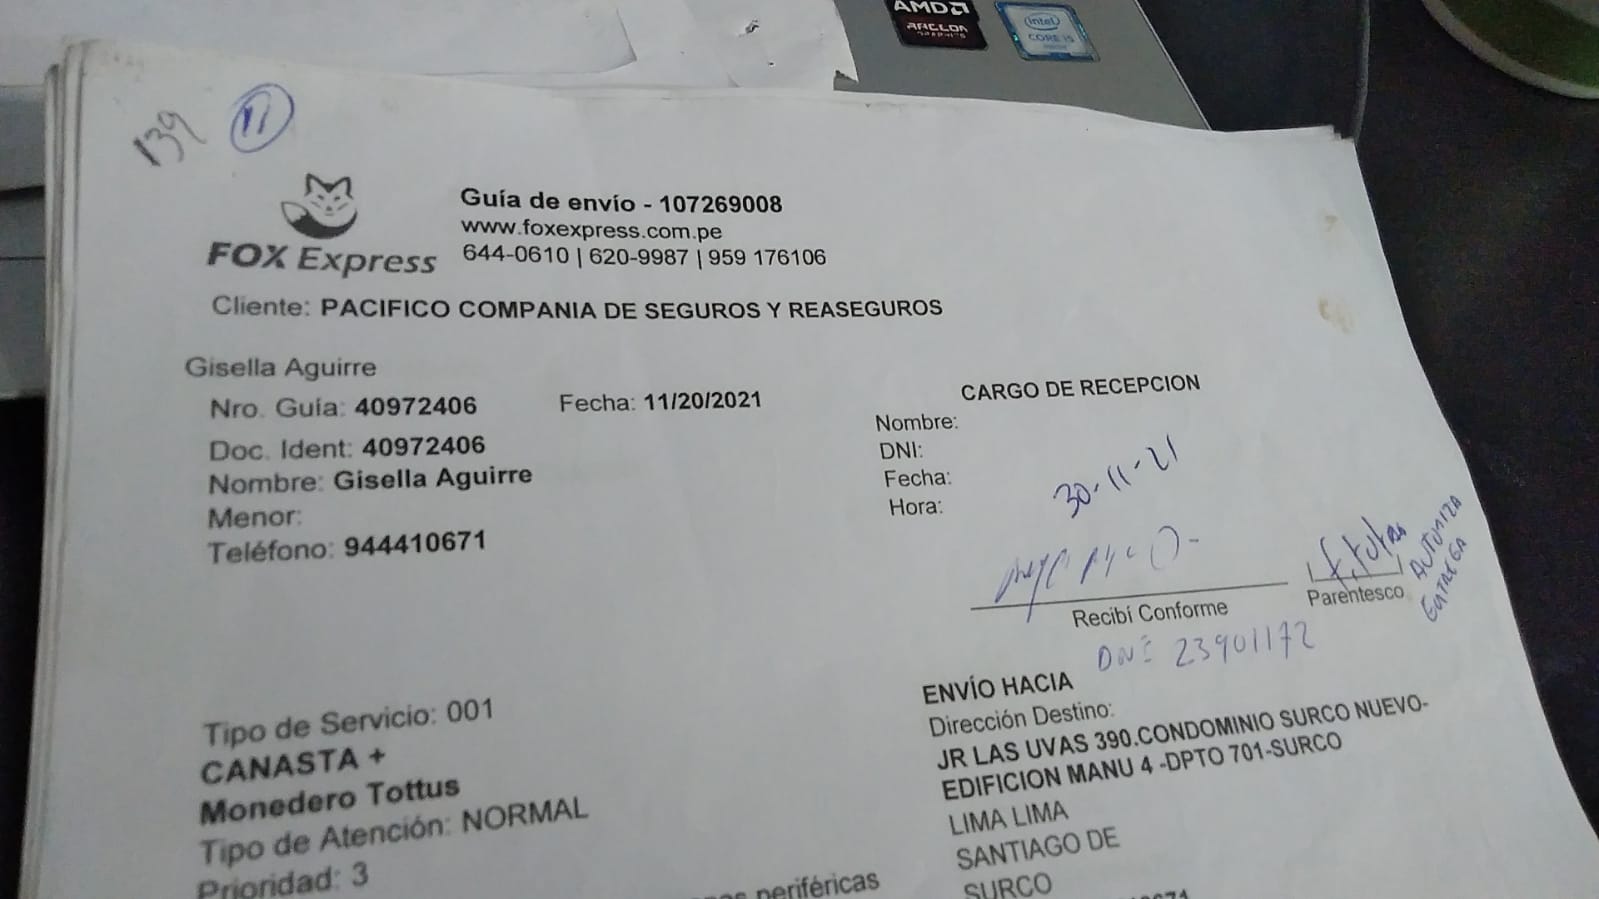 AMD
RADEON
GRAPHICS
intel
CORE i5
139
11
FOX Express
Guía de envío - 107269008
www.foxexpress.com.pe
644-0610 | 620-9987 | 959 176106
Cliente: PACIFICO COMPANIA DE SEGUROS Y REASEGUROS
Gisella Aguirre
Nro. Guía: 40972406
Fecha: 11/20/2021
Doc. Ident: 40972406
Nombre: Gisella Aguirre
Menor:
Teléfono: 944410671
CARGO DE RECEPCION
Nombre:
DNI:
Fecha:
Hora:
30-11-21
Recibí Conforme
Parentesco
AUTORIZA
ENTREGA
DNI 23901172
Tipo de Servicio: 001
CANASTA +
Monedero Tottus
Tipo de Atención: NORMAL
Prioridad: 3
ENVÍO HACIA
Dirección Destino:
JR LAS UVAS 390.CONDOMINIO SURCO NUEVO-
EDIFICION MANU 4 -DPTO 701-SURCO
LIMA LIMA
SANTIAGO DE
SURCO
periféricas